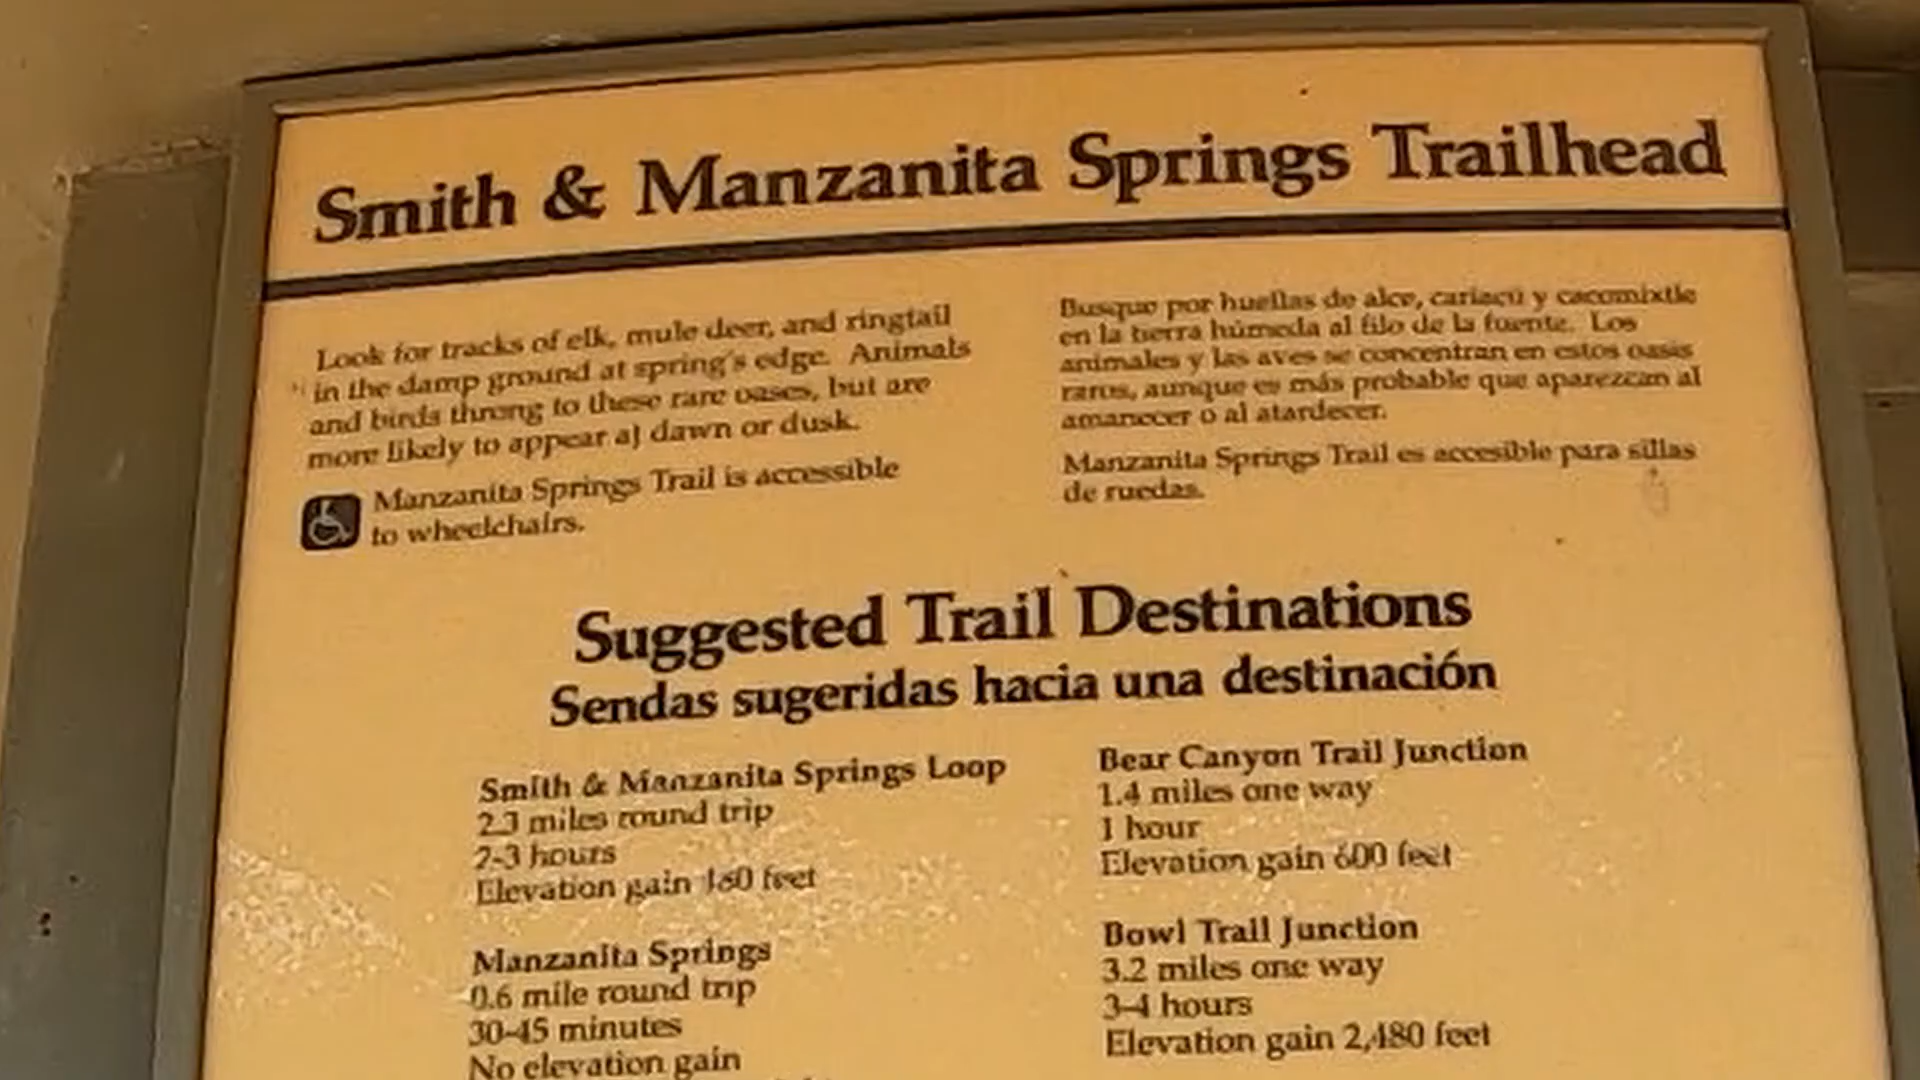 Smith & Manzanita Springs Trailhead
Look for tracks of elk, mule deer, and ringtail
in the damp ground at spring's edge. Animals
and birds throng to these rare oases, but are
more likely to appear at dawn or dusk.
Manzanita Springs Trail is accessible
to wheelchairs.
Busque por huellas de alce, cariacú y cacomixtle
en la tierra húmeda al filo de la fuente. Los
animales y las aves se concentran en estos oasis
raros, aunque es más probable que aparezcan al
amanecer o al atardecer.
Manzanita Springs Trail es accesible para sillas
de ruedas.
Suggested Trail Destinations
Sendas sugeridas hacia una destinación
Smith & Manzanita Springs Loop
2.3 miles round trip
2-3 hours
Elevation gain feet
Manzanita Springs
0.6 mile round trip
30-45 minutes
No elevation gain
Bear Canyon Trail Junction
1.4 miles one way
1 hour
Elevation gain 600 feet
Bowl Trail Junction
3.2 miles one way
3-4 hours
Elevation gain feet